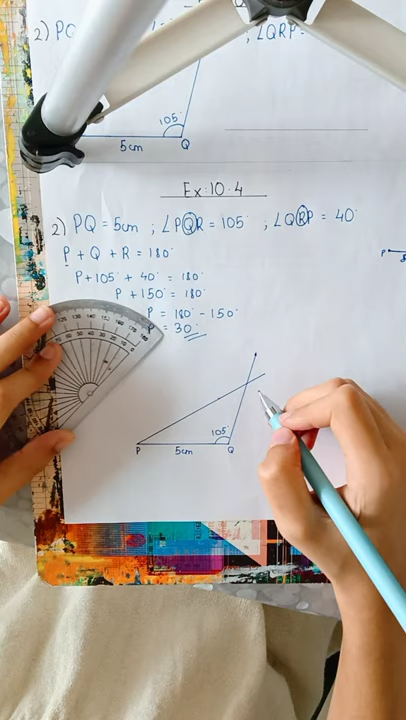 2) PQ ; ∠QRP =
105°
5cm Q
Ex: 10.4
2) PQ = 5cm ; ∠PQR = 105° ; ∠QRP = 40°
P + Q + R = 180°
P + 105° + 40° = 180°
P + 150° = 180°
P = 180° - 150°
= 30°
105°
P 5cm Q
P